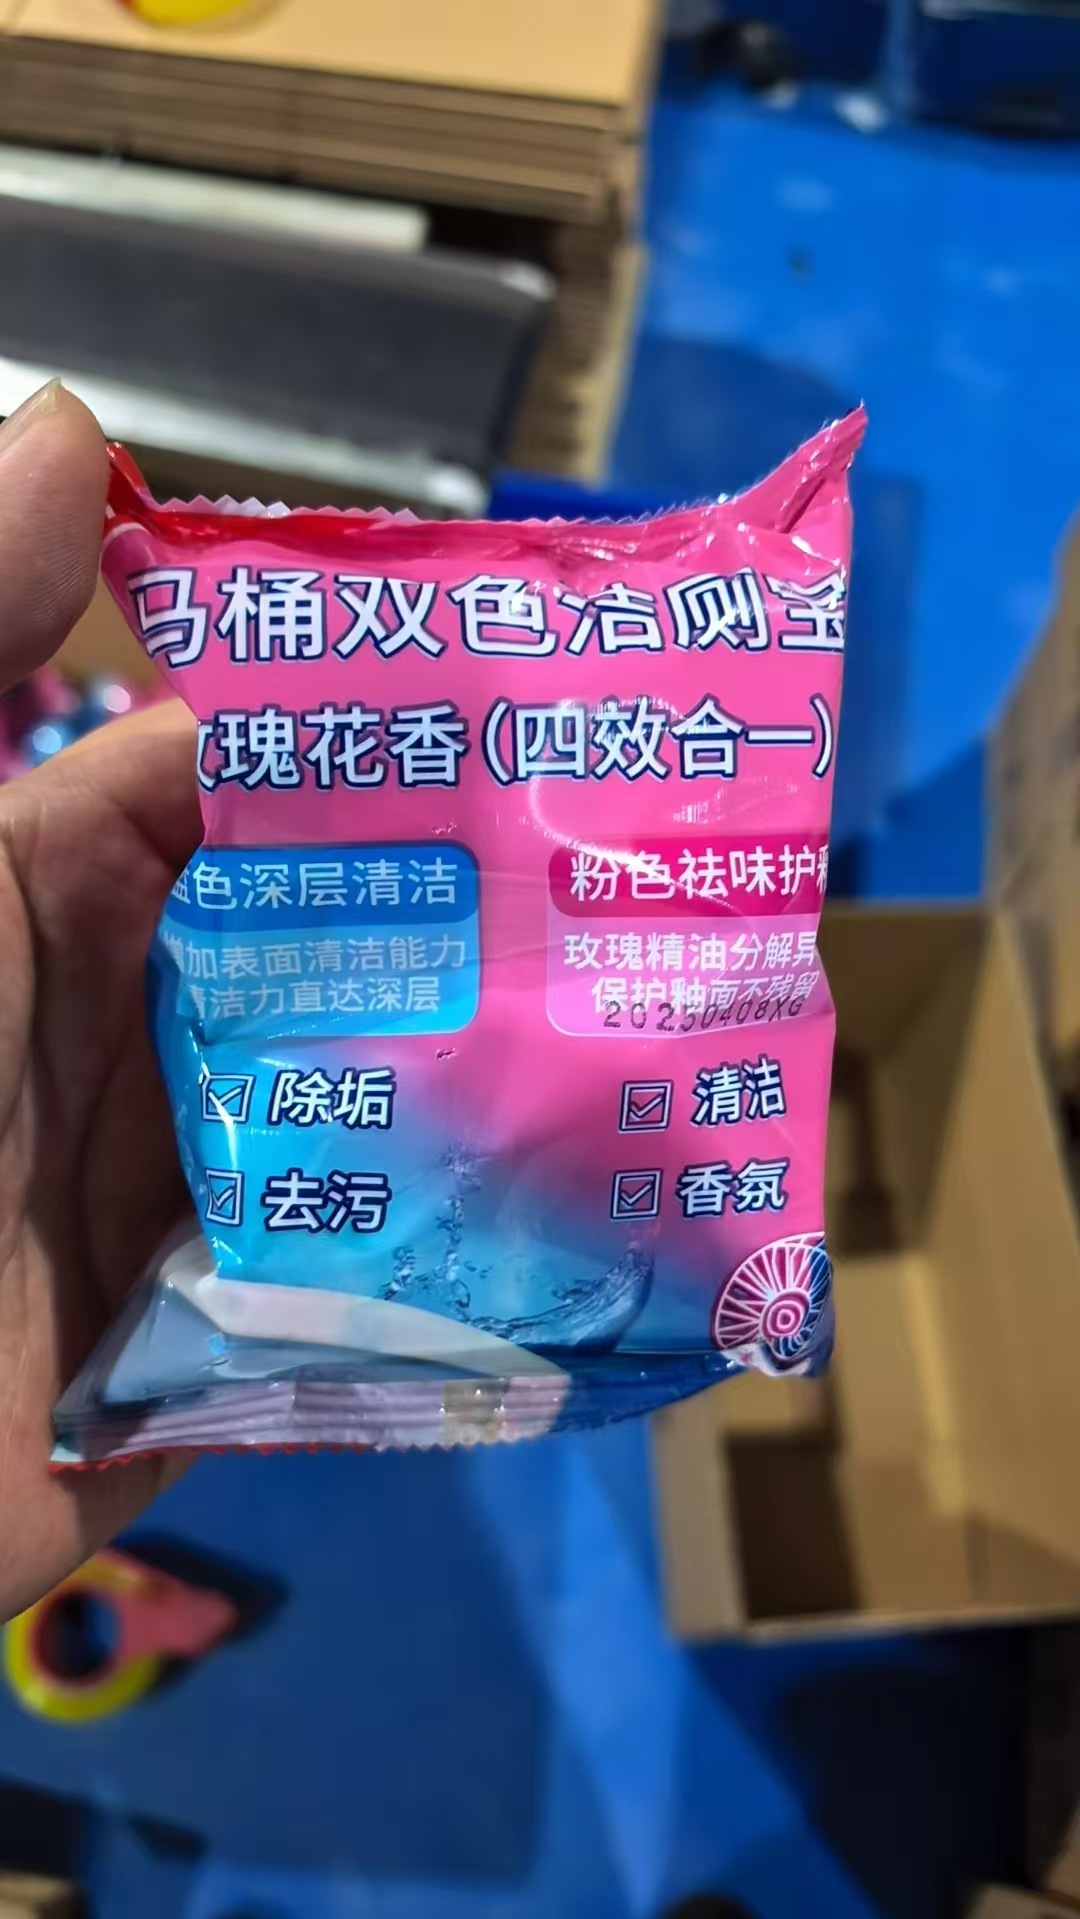 马桶双色洁厕宝
玫瑰花香(四效合一)
蓝色深层清洁
增加表面清洁能力
清洁力直达深层
粉色祛味护釉
玫瑰精油分解异
保护釉面不残留
20250408XG
除垢
去污
清洁
香氛